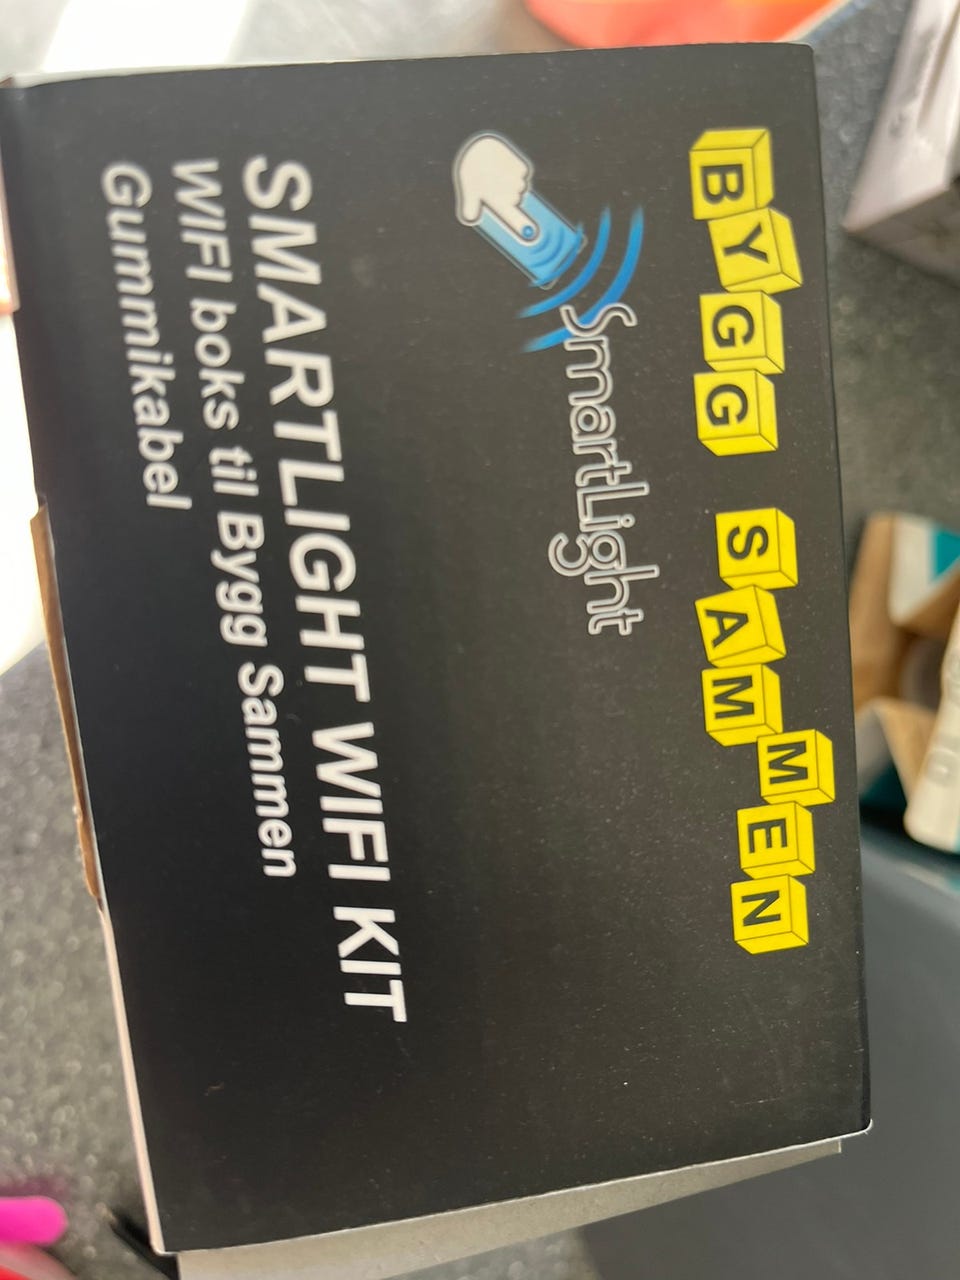 BYGG SAMMEN
SmartLight
SMARTLIGHT WIFI KIT
WIFI boks til Bygg Sammen
Gummikabel